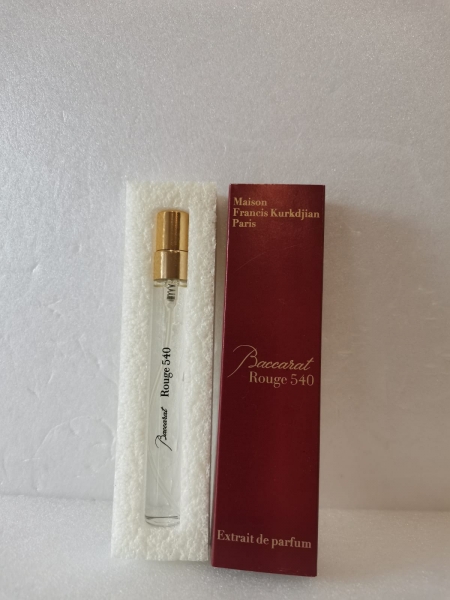 Baccarat Rouge 540
Maison
Francis Kurkdjian
Paris
Baccarat
Rouge 540
Extrait de parfum